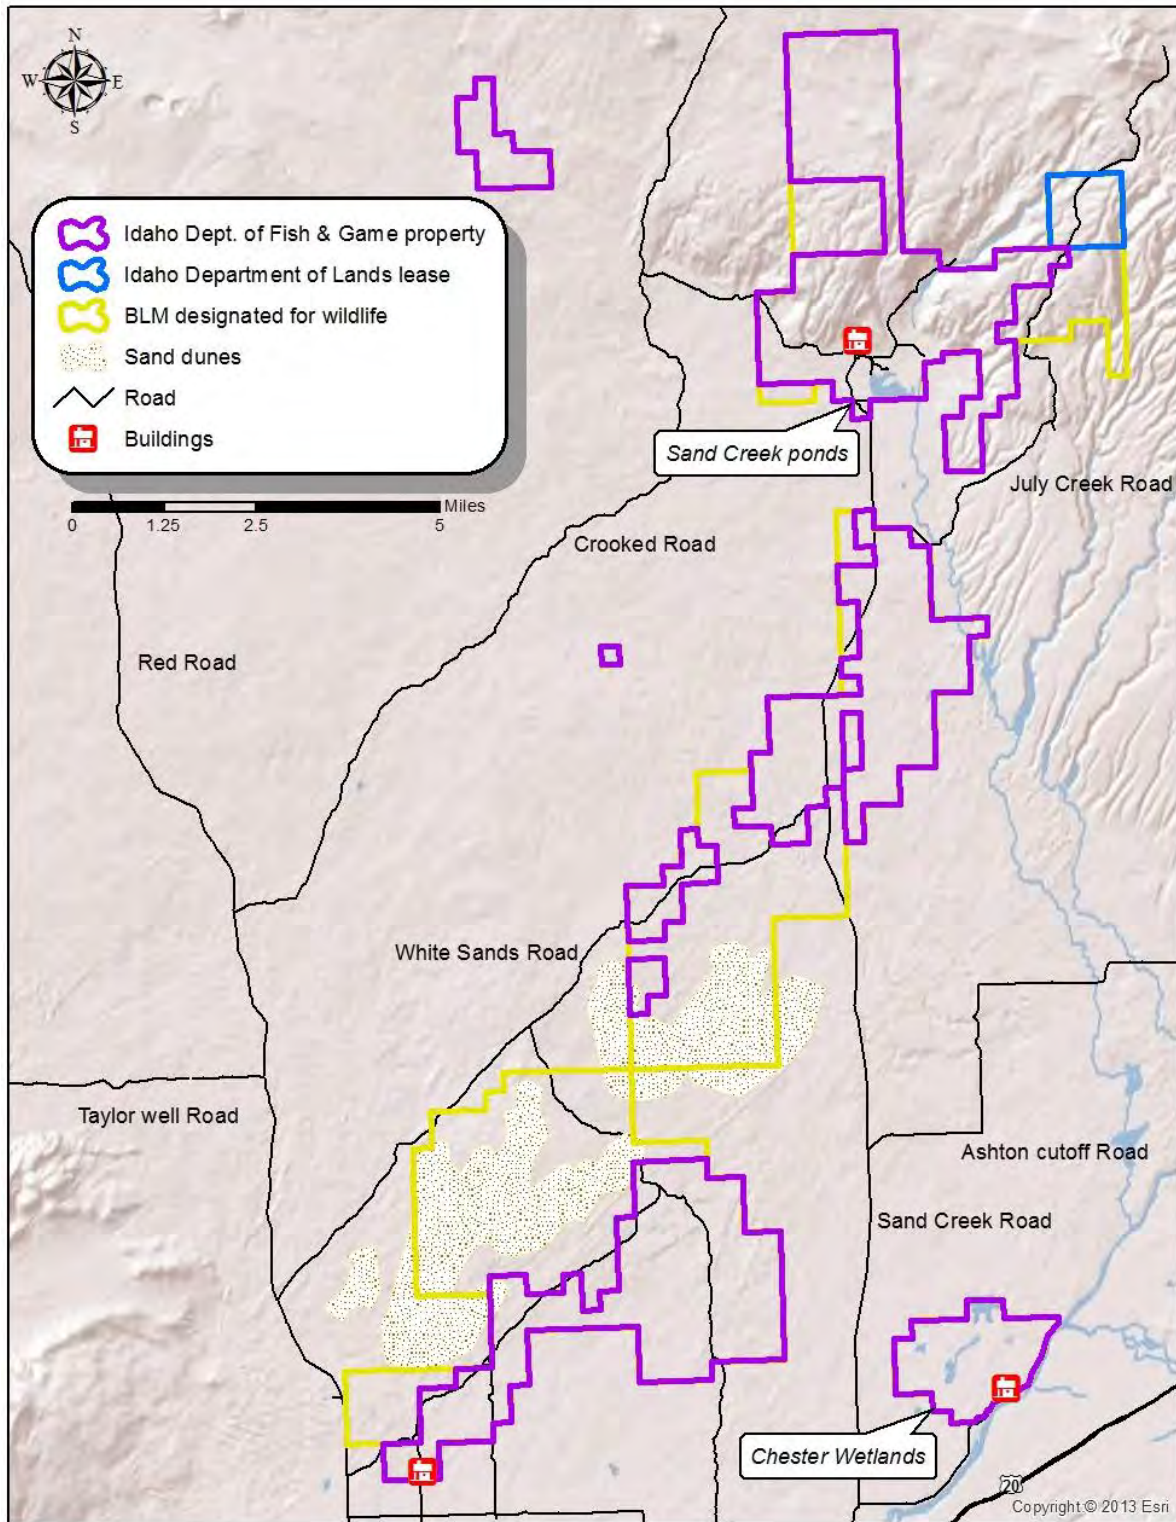 N
W
E
S
Idaho Dept. of Fish & Game property
Idaho Department of Lands lease
BLM designated for wildlife
Sand dunes
Road
Buildings
Sand Creek ponds
July Creek Road
Miles
0 1.25 2.5 5
Crooked Road
Red Road
White Sands Road
Taylor well Road
Ashton cutoff Road
Sand Creek Road
Chester Wetlands
20
Copyright © 2013 Esri